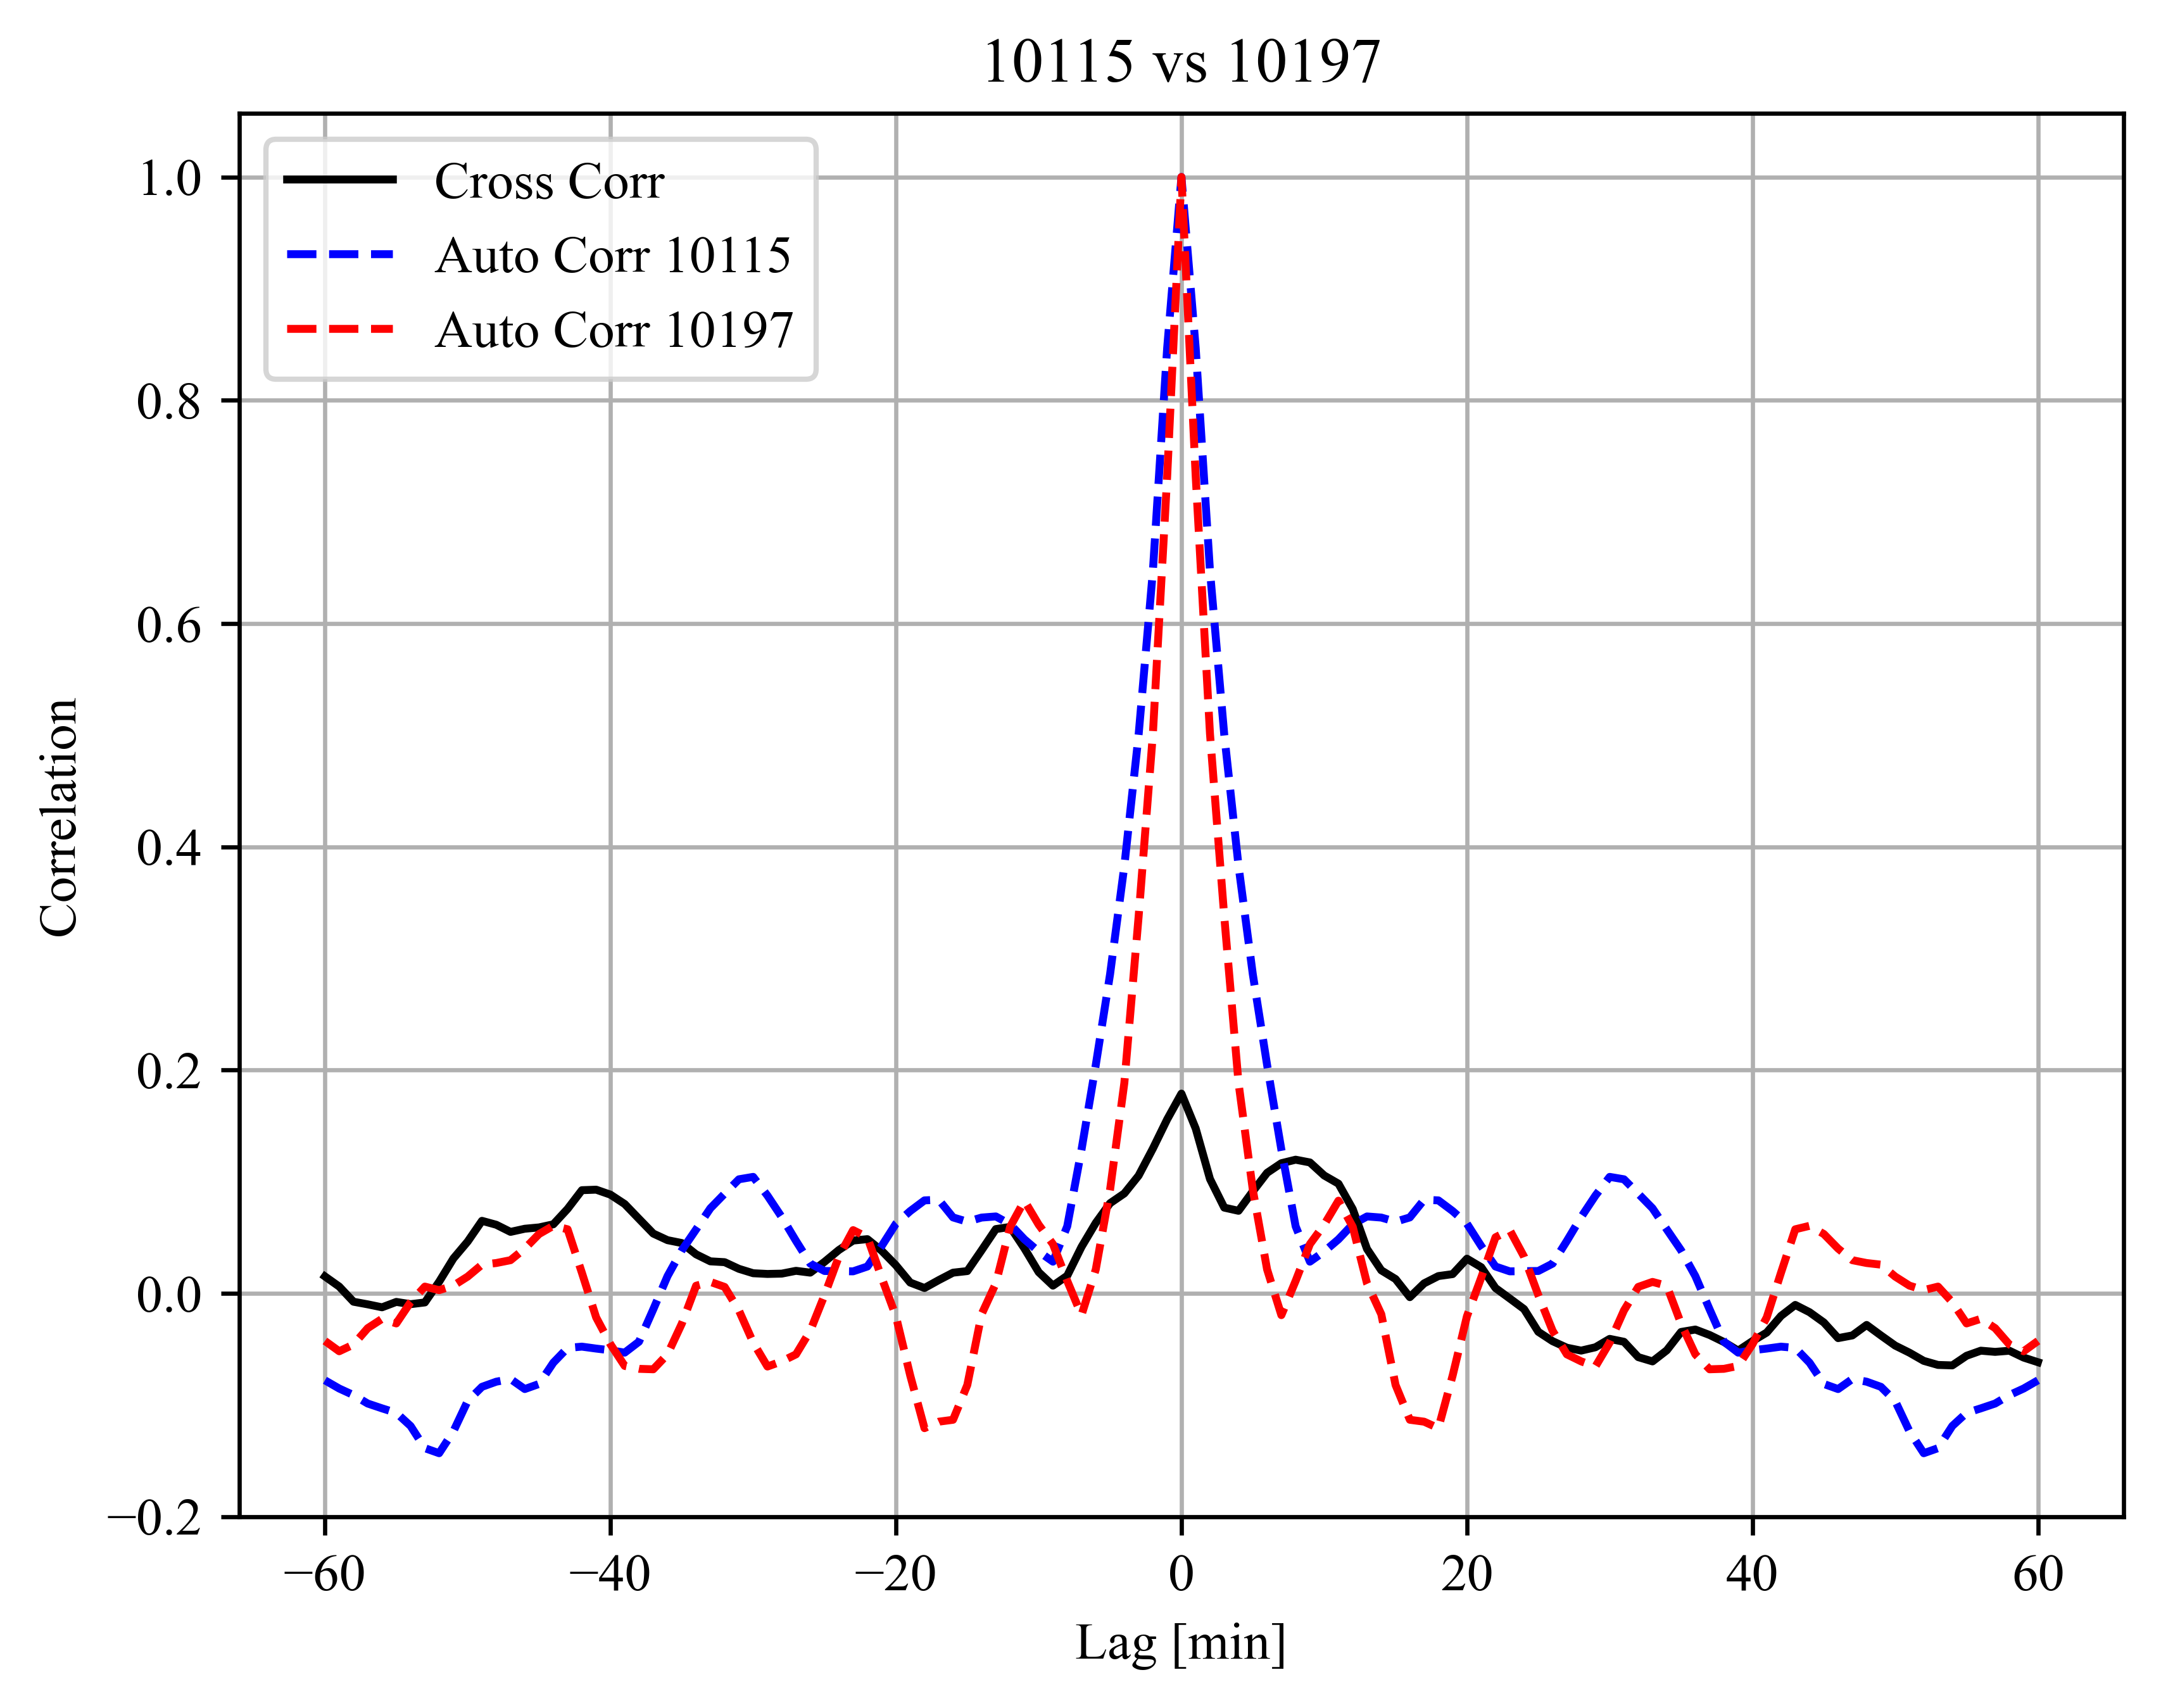 10115 vs 10197
Cross Corr
Auto Corr 10115
Auto Corr 10197
1.0
0.8
0.6
0.4
0.2
0.0
−0.2
Correlation
−60 −40 −20 0 20 40 60
Lag [min]